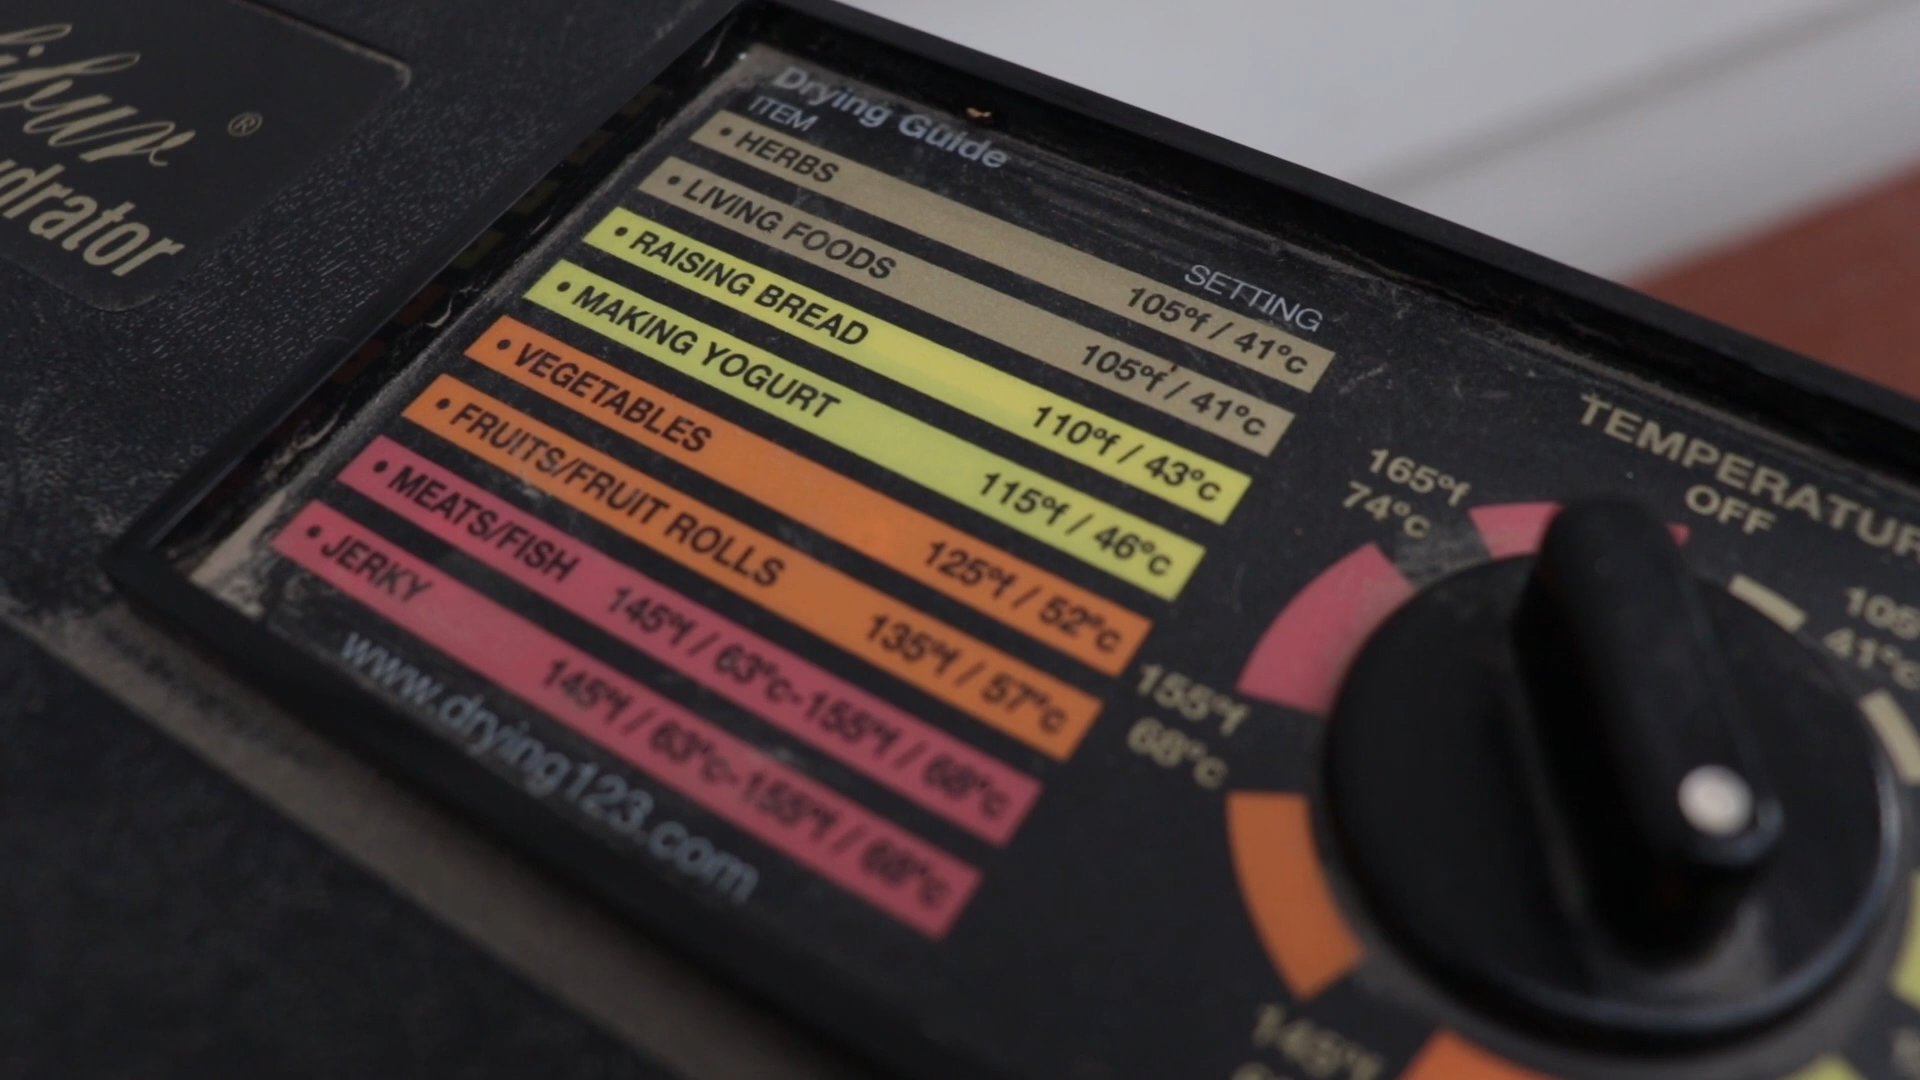 ®
Drying Guide
ITEM
SETTING
• HERBS 105°f / 41°c
• LIVING FOODS 105°f / 41°c
• RAISING BREAD 110°f / 43°c
• MAKING YOGURT 115°f / 46°c
• VEGETABLES 125°f / 52°c
• FRUITS/FRUIT ROLLS 135°f / 57°c
• MEATS/FISH 145°f / 63°c-155°f / 68°c
• JERKY 145°f / 63°c-155°f / 68°c
www.drying123.com
OFF
165°f
74°c
105
41°c
155°f
68°c
145°f